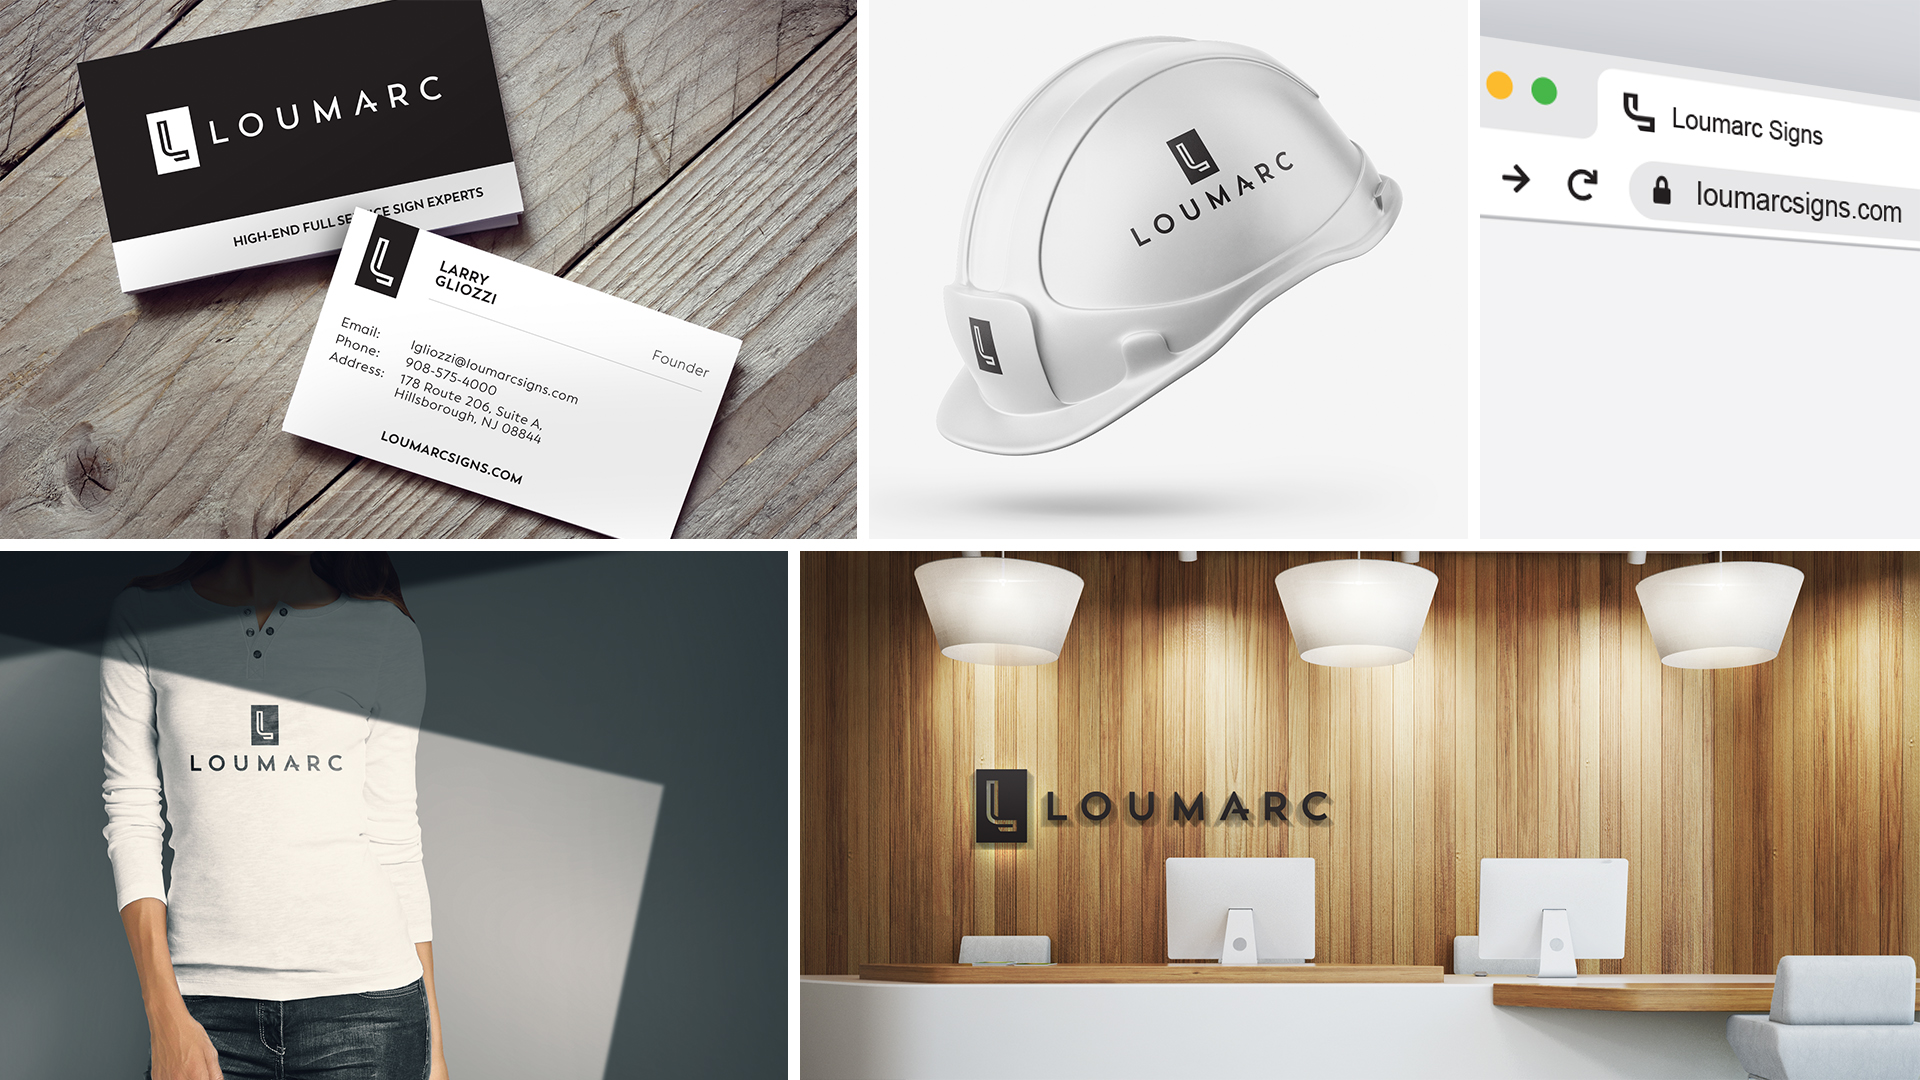 LOUMARC
HIGH-END FULL SE CE SIGN EXPERTS
LARRY
GLIOZZI
Founder
Email:
lgliozzi@loumarcsigns.com
Phone:
908-575-4000
Address:
178 Route 206, Suite A,
Hillsborough, NJ 08844
LOUMARCSIGNS.COM
LOUMARC
Loumarc Signs
loumarcsigns.com
LOUMARC
LOUMARC